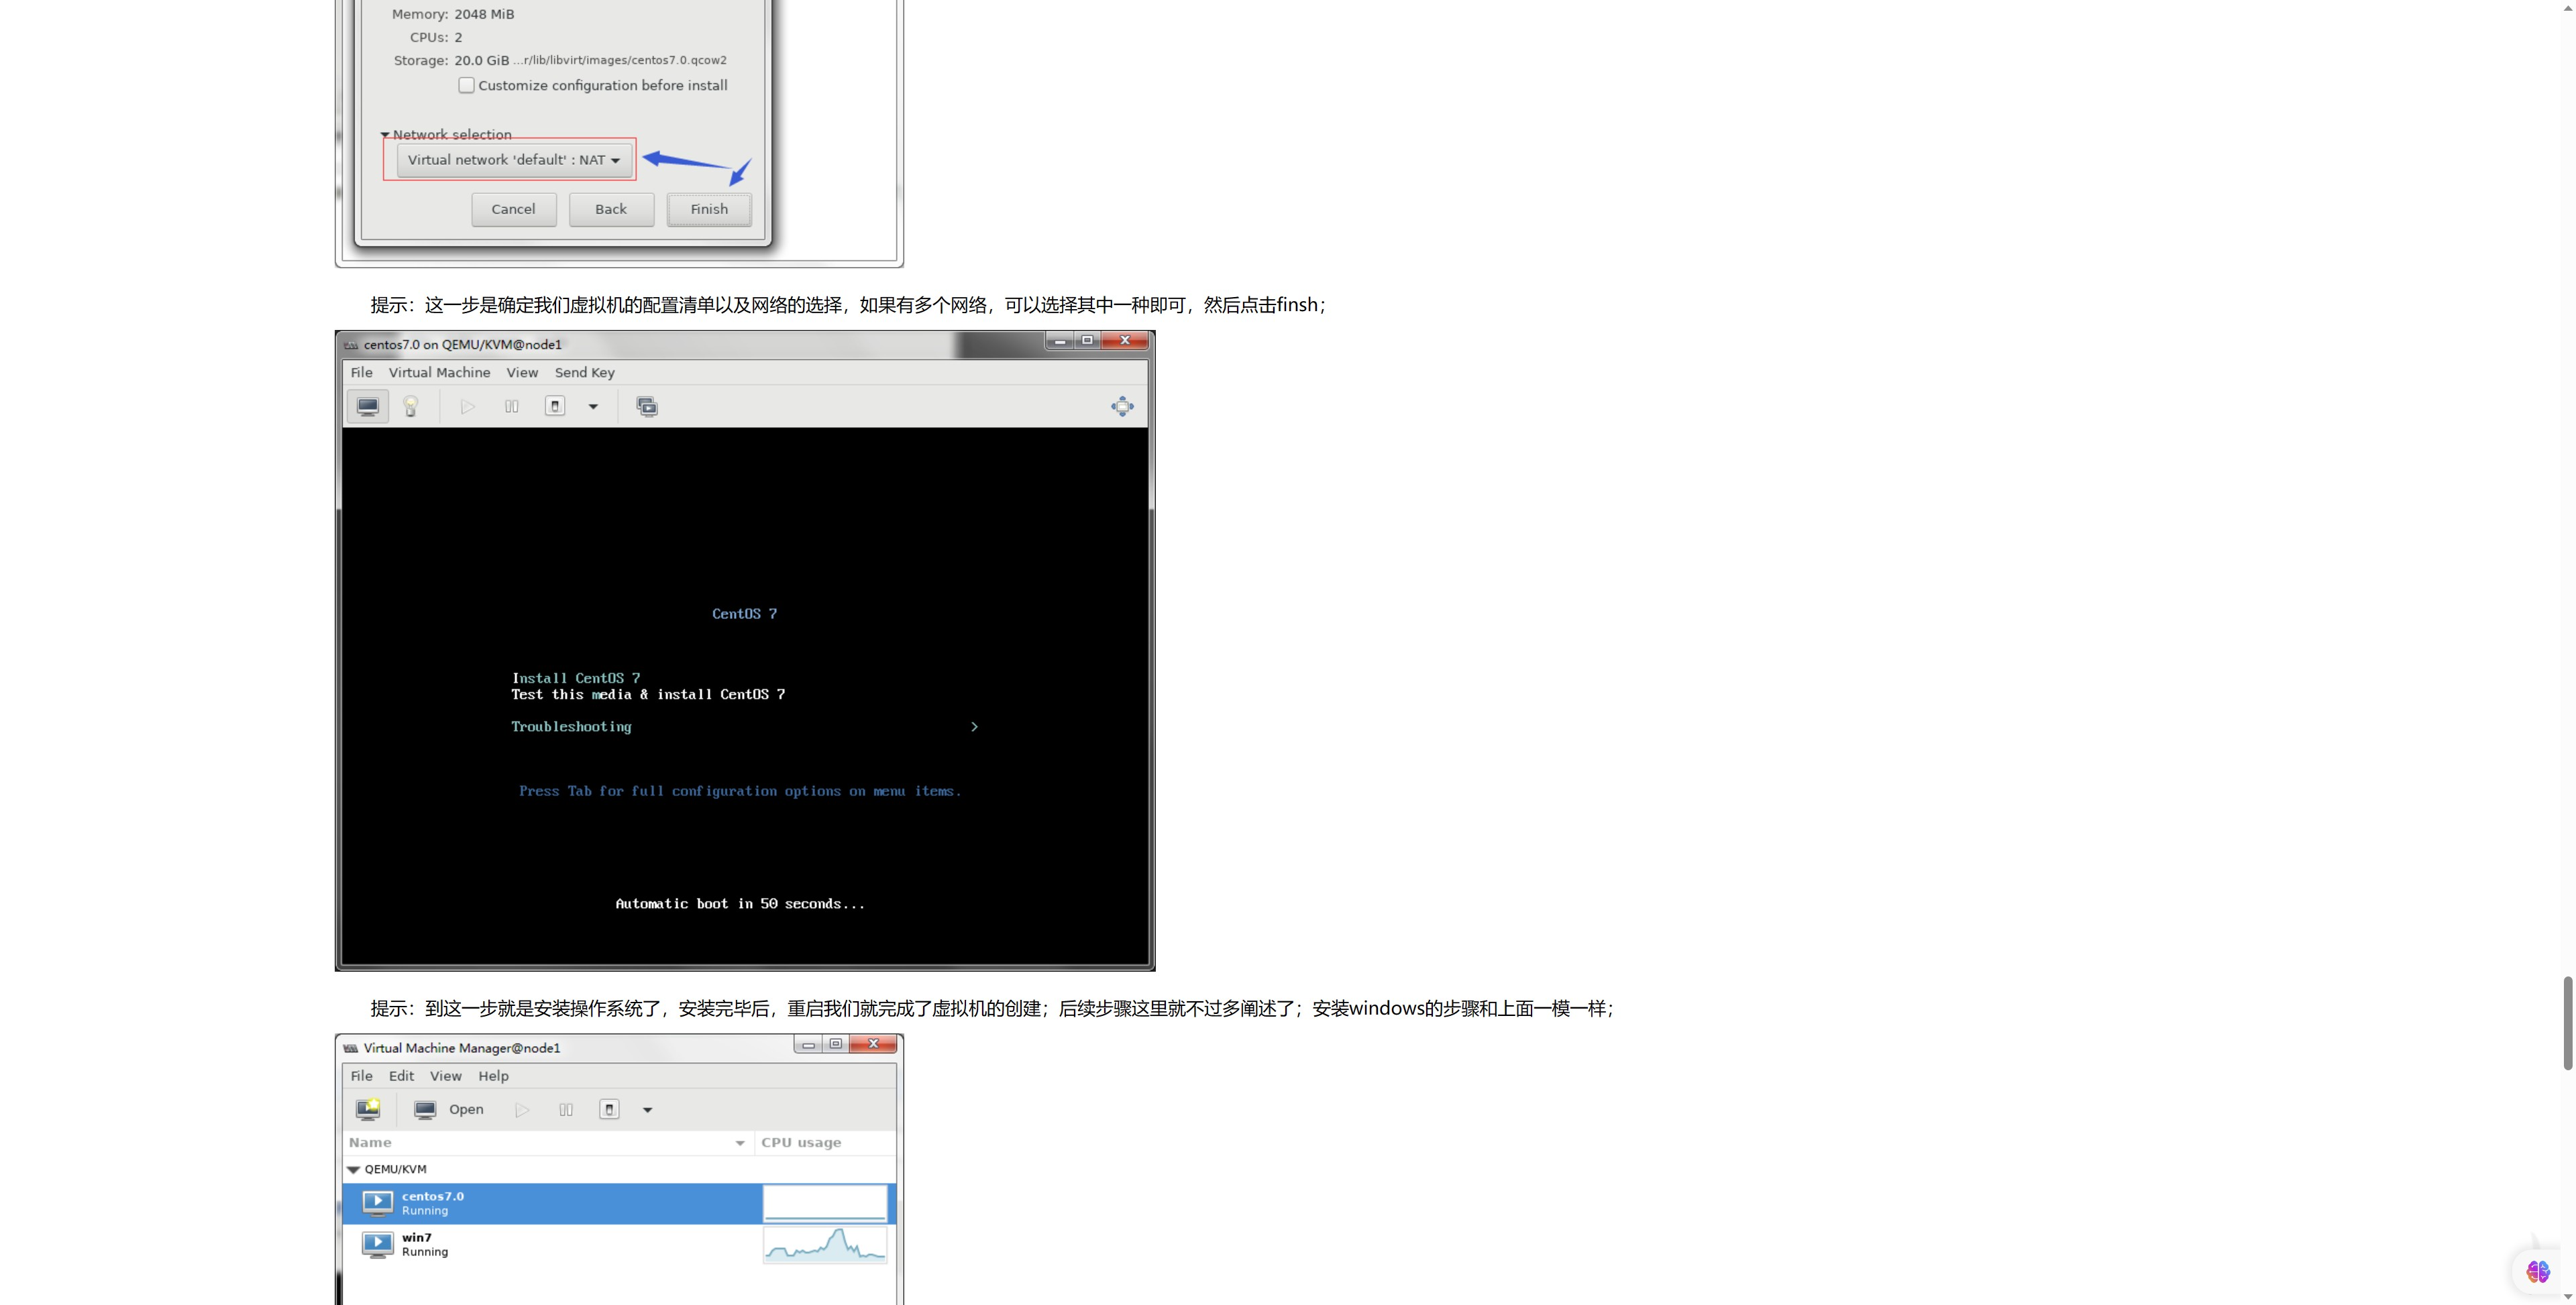 Memory: 2048 MiB
CPUs: 2
Storage: 20.0 GiB ...r/lib/libvirt/images/centos7.0.qcow2
Customize configuration before install
Network selection
Virtual network 'default' : NAT
Cancel Back Finish
提示：这一步是确定我们虚拟机的配置清单以及网络的选择，如果有多个网络，可以选择其中一种即可，然后点击finsh；
centos7.0 on QEMU/KVM@node1
File Virtual Machine View Send Key
CentOS 7
Install CentOS 7
Test this media & install CentOS 7
Troubleshooting >
Press Tab for full configuration options on menu items.
Automatic boot in 50 seconds...
提示：到这一步就是安装操作系统了，安装完毕后，重启我们就完成了虚拟机的创建；后续步骤这里就不过多阐述了；安装windows的步骤和上面一模一样；
Virtual Machine Manager@node1
File Edit View Help
Open
Name CPU usage
QEMU/KVM
centos7.0
Running
win7
Running